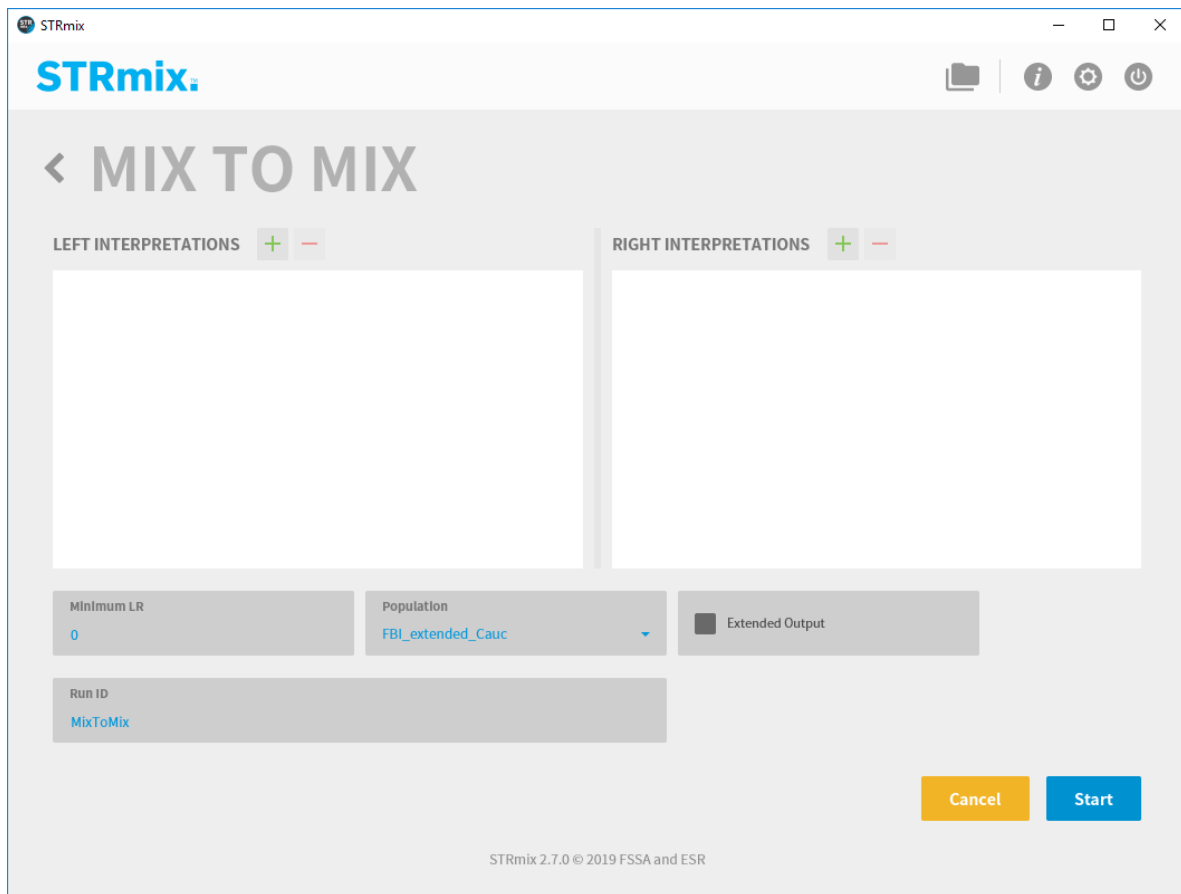 STRmix
STRmix™
MIX TO MIX
LEFT INTERPRETATIONS + −
RIGHT INTERPRETATIONS + −
Minimum LR
0
Population
FBI_extended_Cauc
Extended Output
Run ID
MixToMix
Cancel
Start
STRmix 2.7.0 © 2019 FSSA and ESR